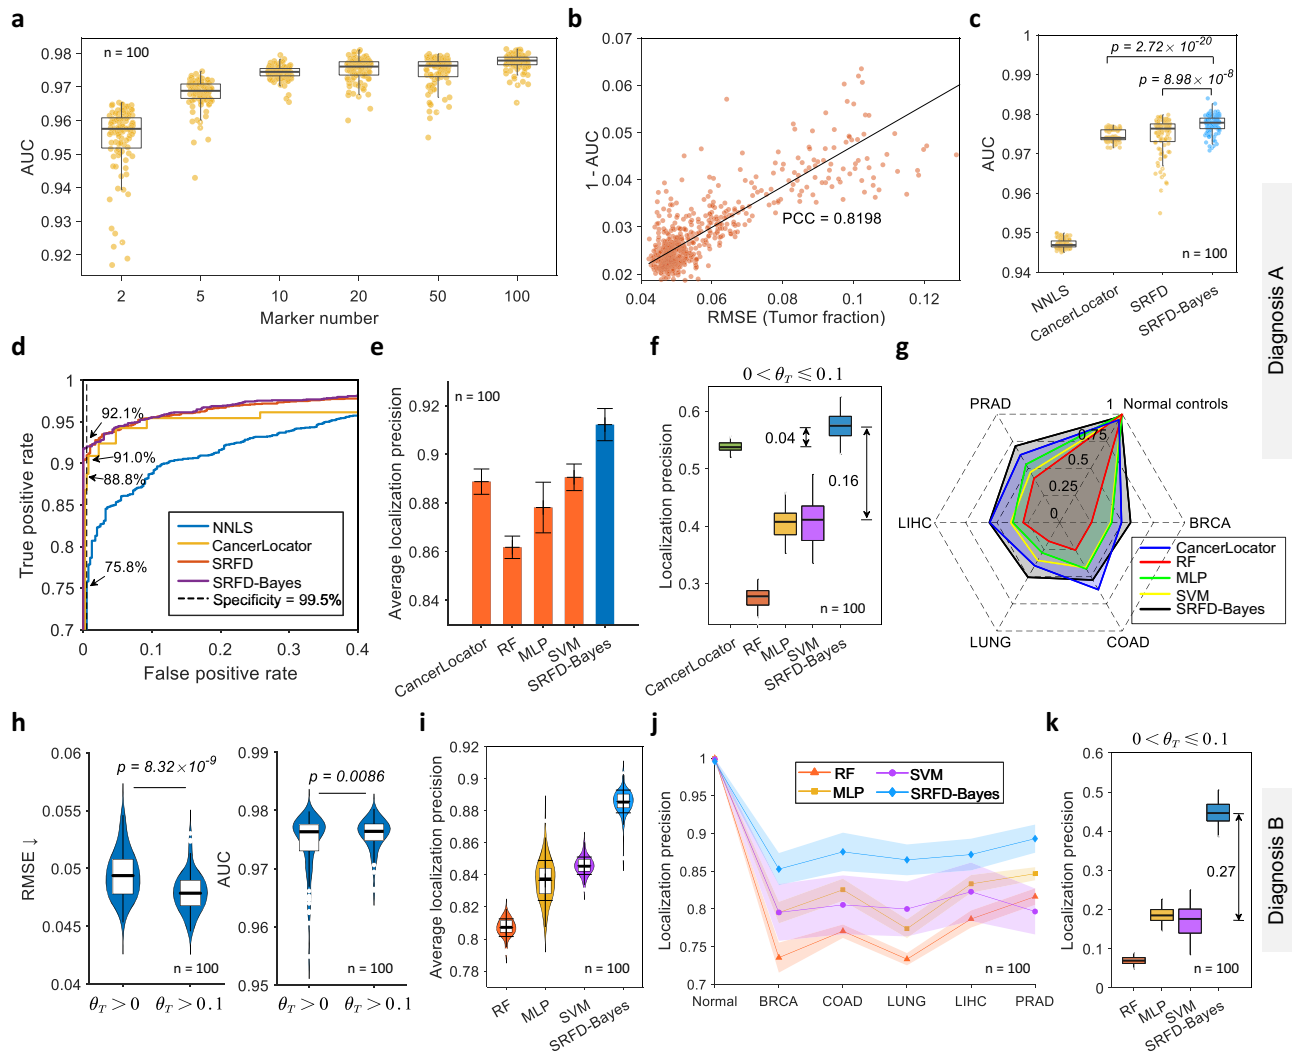 a
AUC
0.98
0.97
0.96
0.95
0.94
0.93
0.92
n = 100
2
5
10
20
50
100
Marker number
b
1 - AUC
0.07
0.06
0.05
0.04
0.03
0.02
PCC = 0.8198
0.04
0.06
0.08
0.1
0.12
RMSE (Tumor fraction)
c
AUC
1
0.99
0.98
0.97
0.96
0.95
0.94
p = 2.72× 10⁻²⁰
p = 8.98× 10⁻⁸
n = 100
NNLS
CancerLocator
SRFD
SRFD-Bayes
Diagnosis A
d
True positive rate
1
0.95
0.9
0.85
0.8
0.75
0.7
92.1%
91.0%
88.8%
75.8%
NNLS
CancerLocator
SRFD
SRFD-Bayes
Specificity = 99.5%
0
0.1
0.2
0.3
0.4
False positive rate
e
Average localization precision
0.92
0.9
0.88
0.86
0.84
n = 100
CancerLocator
RF
MLP
SVM
SRFD-Bayes
f
0 < θT ⩽ 0.1
Localization precision
0.6
0.5
0.4
0.3
0.04
0.16
n = 100
CancerLocator
RF
MLP
SVM
SRFD-Bayes
g
PRAD
1 Normal controls
0.75
0.5
0.25
0
LIHC
BRCA
LUNG
COAD
CancerLocator
RF
MLP
SVM
SRFD-Bayes
h
RMSE ↓
0.06
0.055
0.05
0.045
0.04
p = 8.32×10⁻⁹
n = 100
θT > 0
θT > 0.1
AUC
0.99
0.98
0.97
0.96
0.95
p = 0.0086
n = 100
θT > 0
θT > 0.1
i
Average localization precision
0.92
0.9
0.88
0.86
0.84
0.82
0.8
0.78
n = 100
RF
MLP
SVM
SRFD-Bayes
j
Localization precision
1
0.95
0.9
0.85
0.8
0.75
0.7
RF
MLP
SVM
SRFD-Bayes
n = 100
Normal
BRCA
COAD
LUNG
LIHC
PRAD
k
0 < θT ⩽ 0.1
Localization precision
0.6
0.5
0.4
0.3
0.2
0.1
0
0.27
n = 100
RF
MLP
SVM
SRFD-Bayes
Diagnosis B